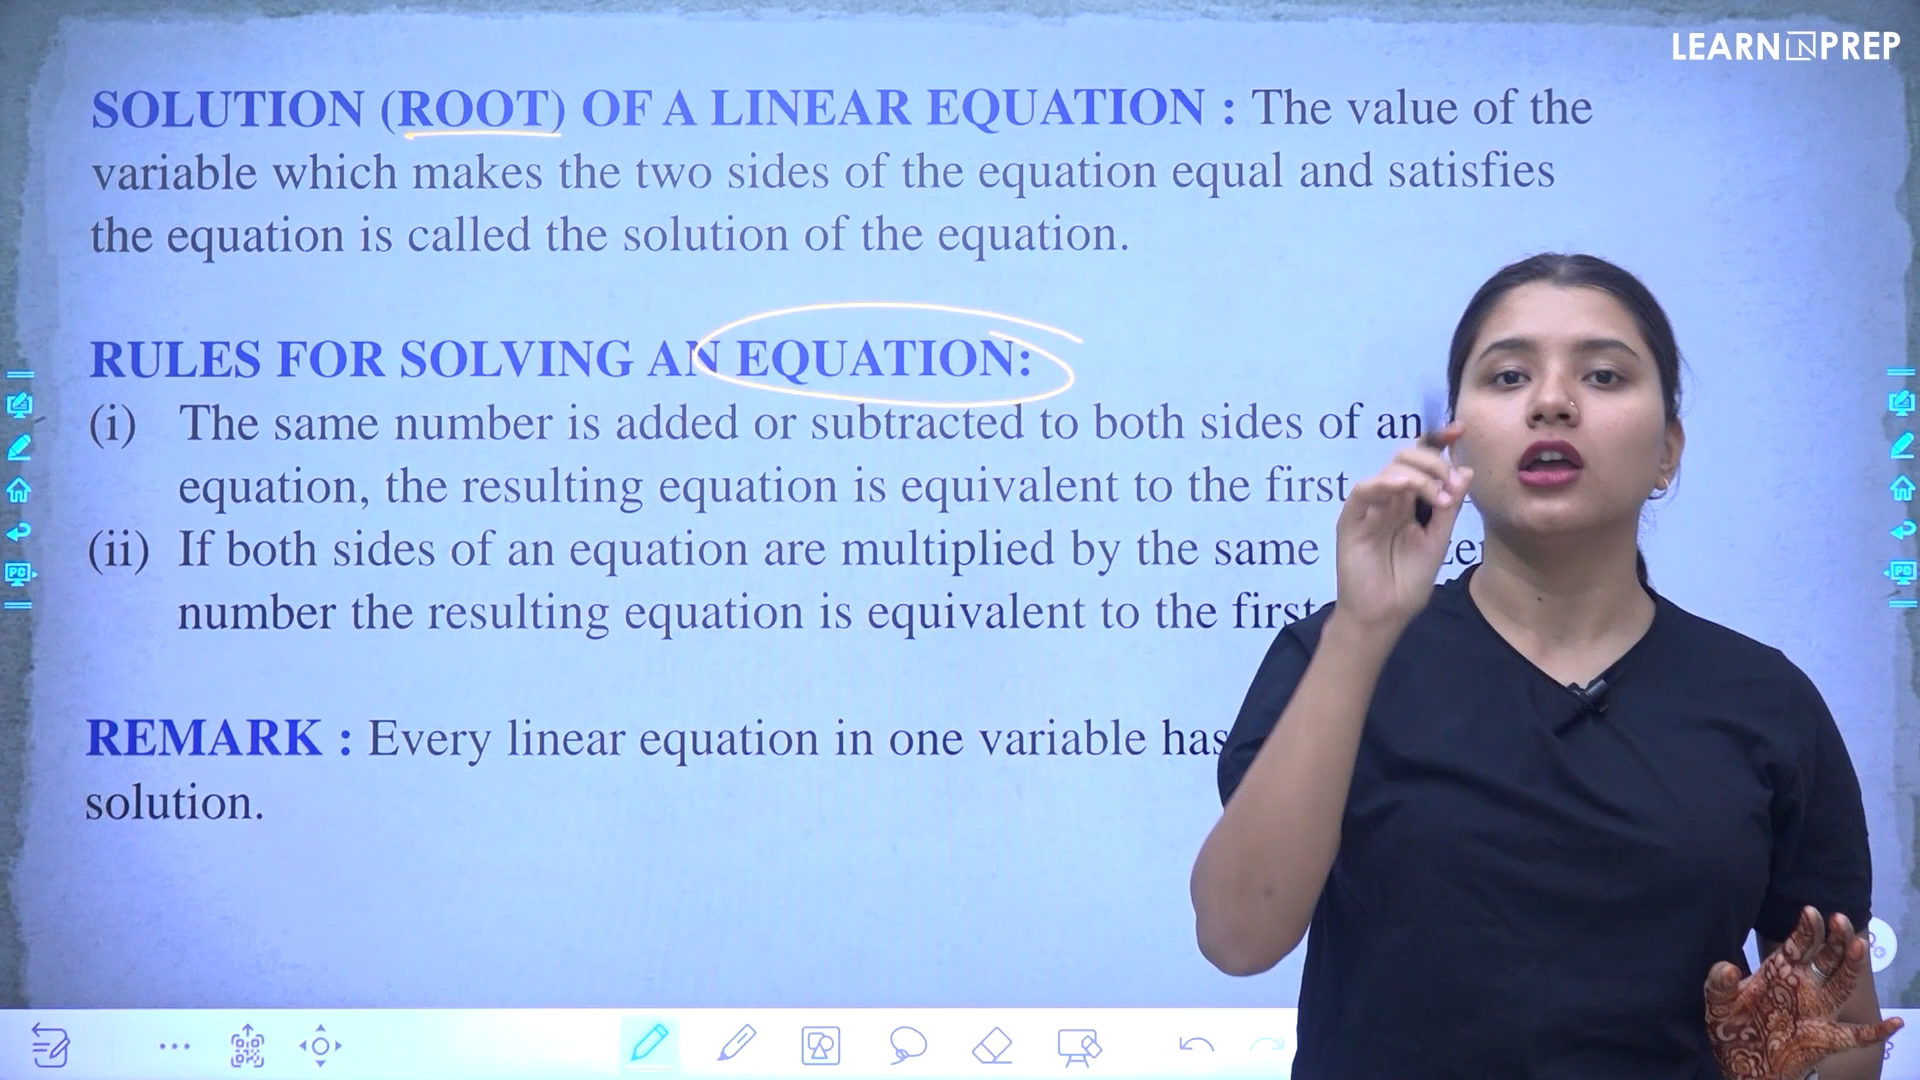 LEARNINPREP
SOLUTION (ROOT) OF A LINEAR EQUATION : The value of the
variable which makes the two sides of the equation equal and satisfies
the equation is called the solution of the equation.
RULES FOR SOLVING AN EQUATION:
(i) The same number is added or subtracted to both sides of an
equation, the resulting equation is equivalent to the first
(ii) If both sides of an equation are multiplied by the same
number the resulting equation is equivalent to the first
REMARK : Every linear equation in one variable has
solution.
PC
PC